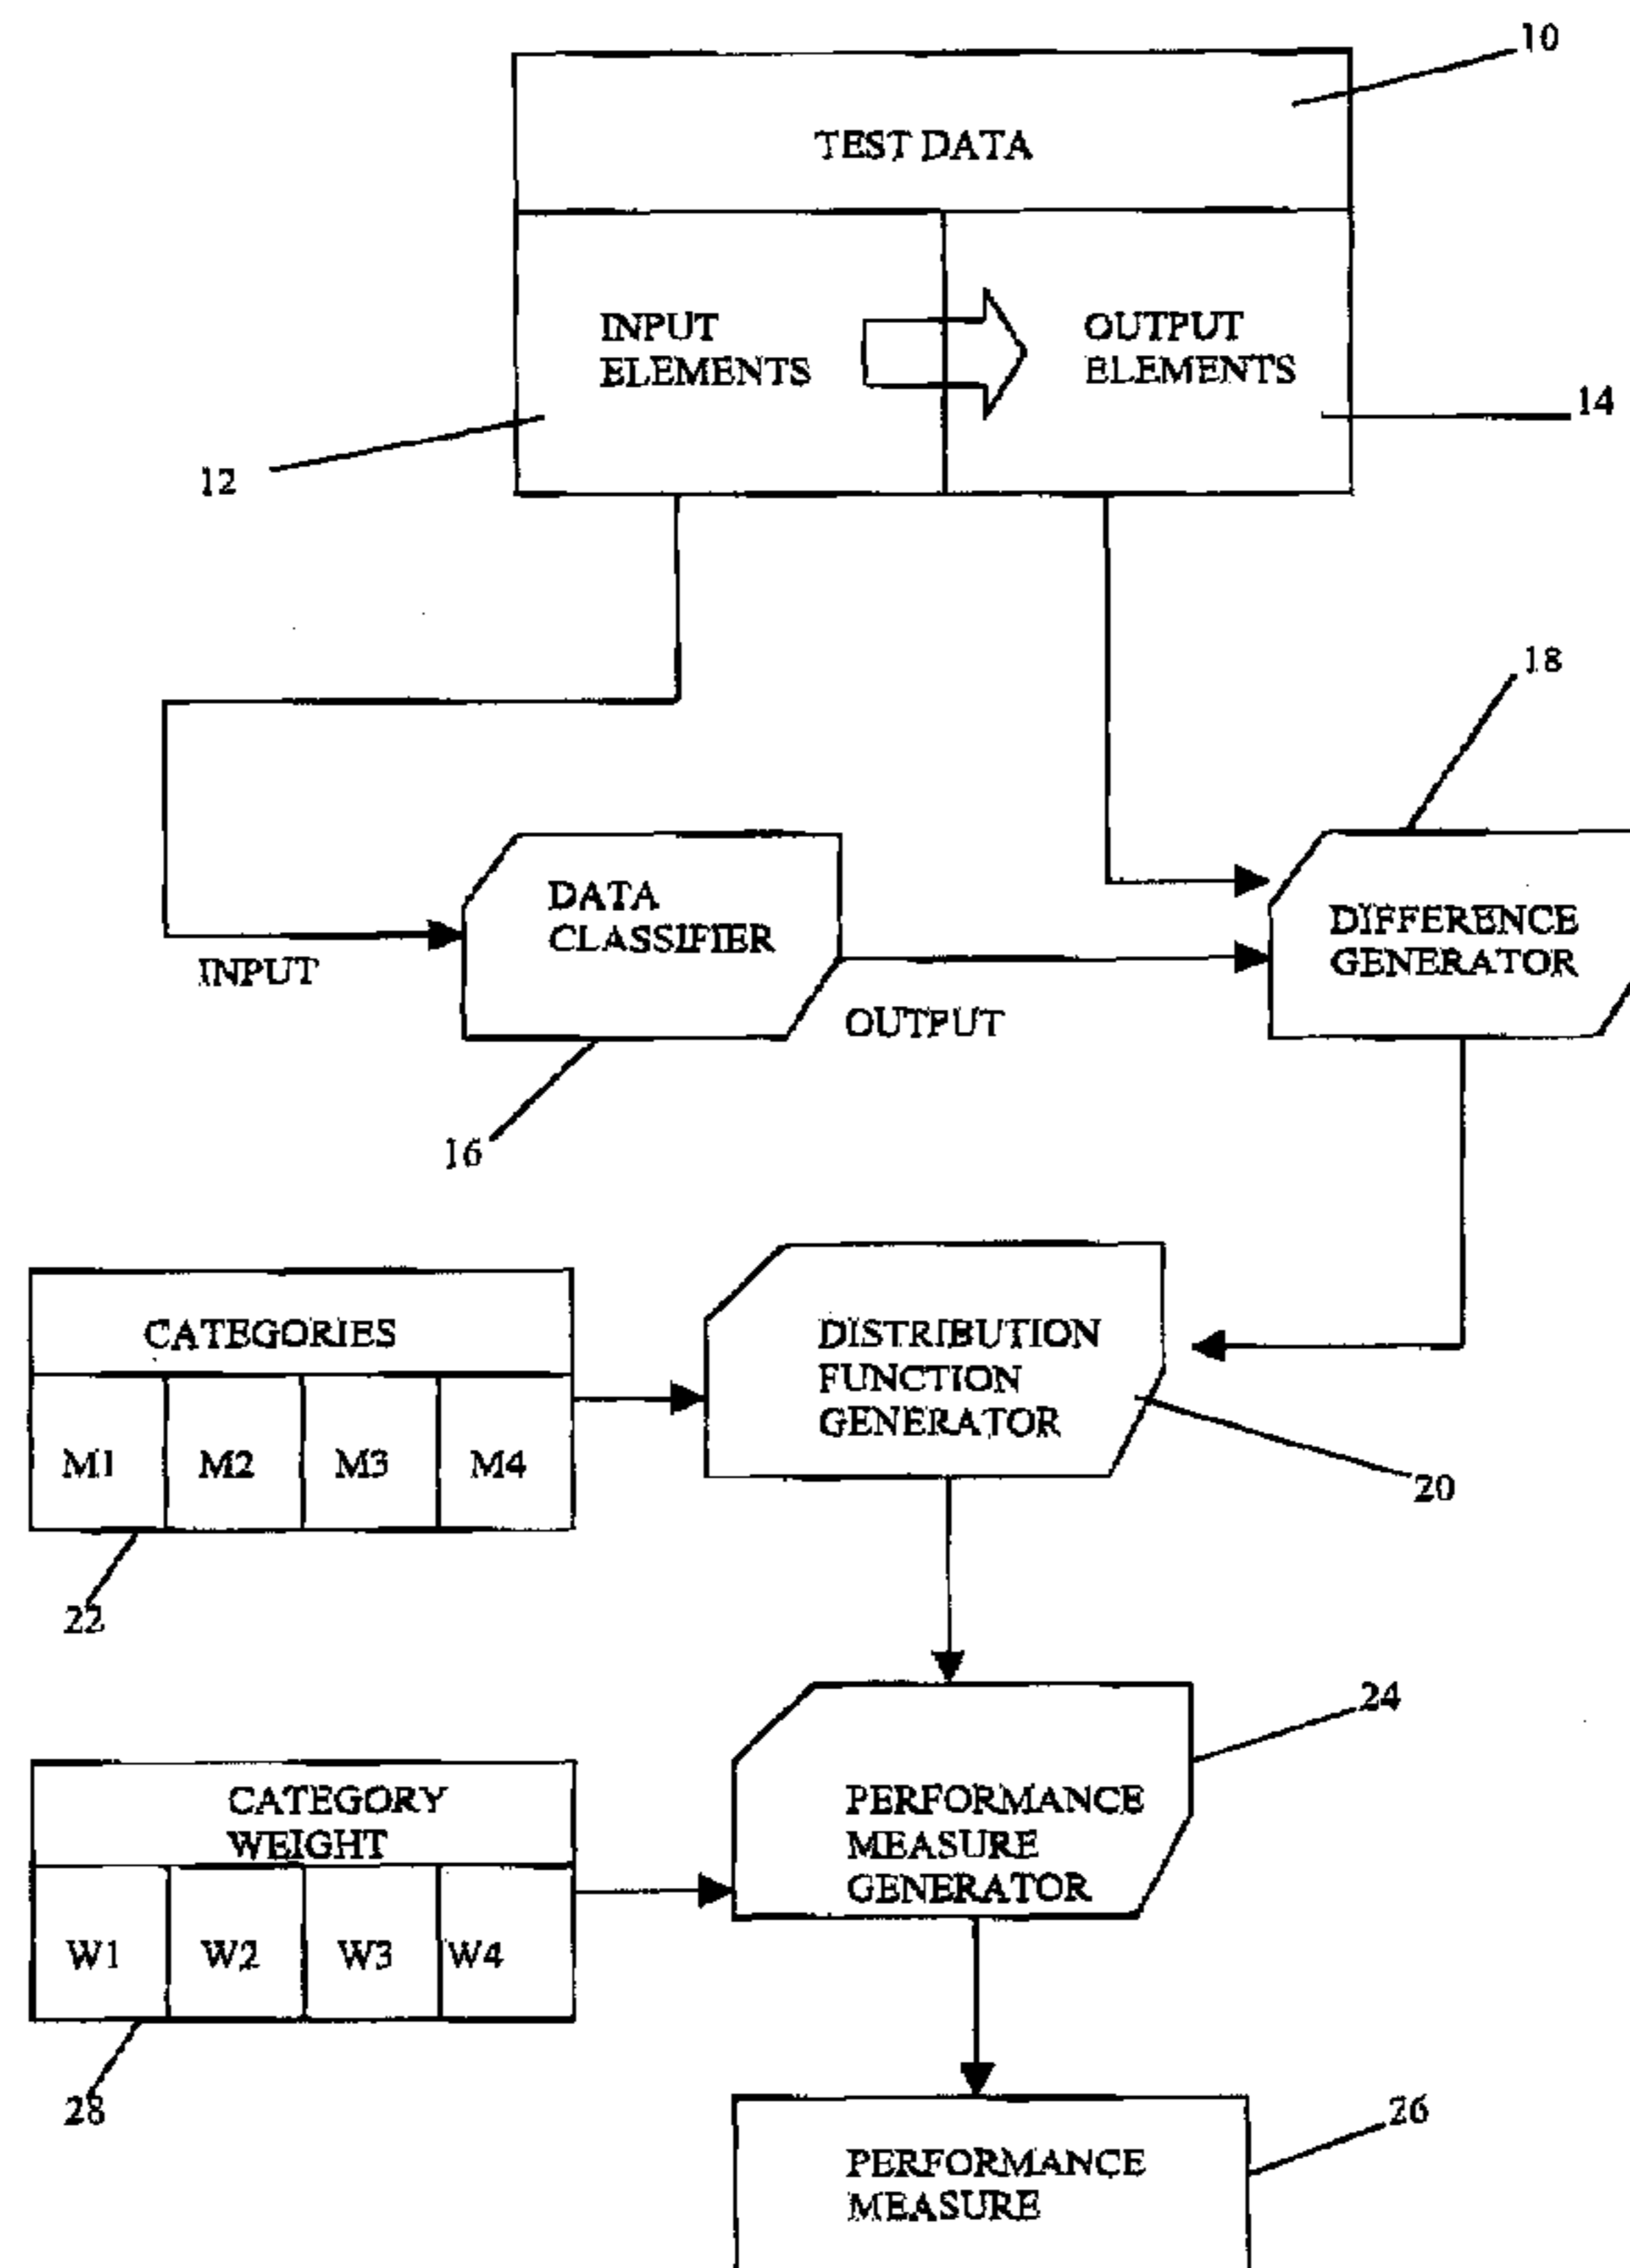 10
TEST DATA
INPUT
ELEMENTS
OUTPUT
ELEMENTS
14
12
18
DATA
CLASSIFIER
DIFFERENCE
GENERATOR
INPUT
OUTPUT
16
CATEGORIES
M1 M2 M3 M4
DISTRIBUTION
FUNCTION
GENERATOR
20
22
24
CATEGORY
WEIGHT
W1 W2 W3 W4
PERFORMANCE
MEASURE
GENERATOR
28
26
PERFORMANCE
MEASURE